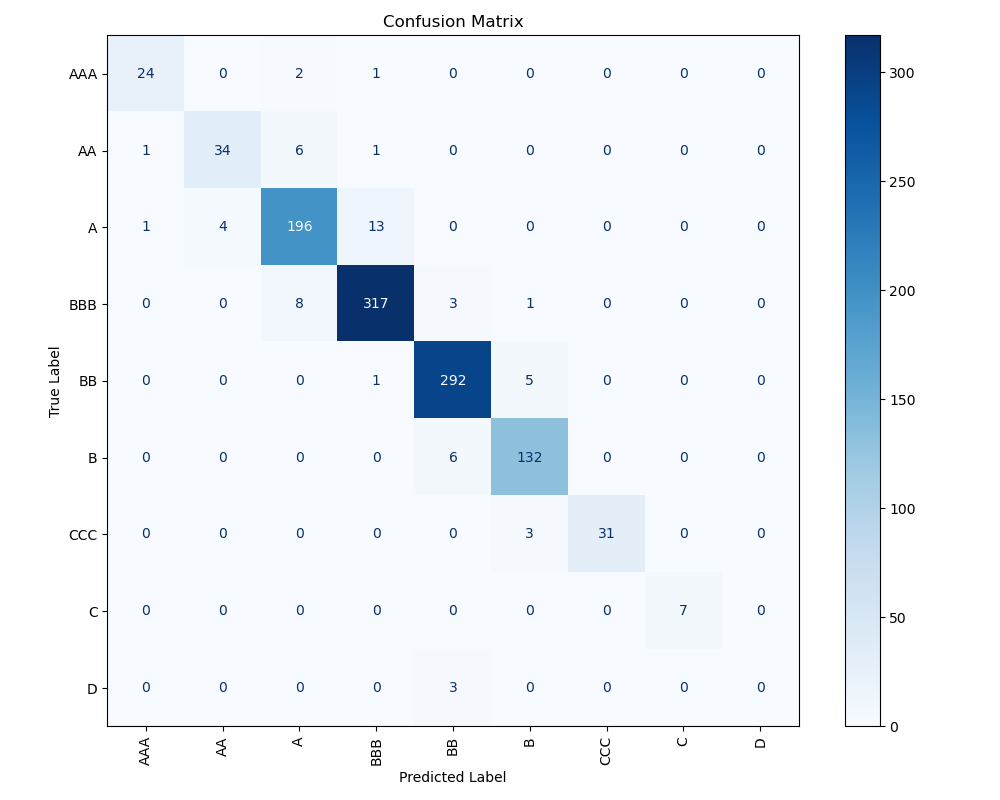 Confusion Matrix
AAA 24 0 2 1 0 0 0 0 0
AA 1 34 6 1 0 0 0 0 0
A 1 4 196 13 0 0 0 0 0
BBB 0 0 8 317 3 1 0 0 0
BB 0 0 0 1 292 5 0 0 0
B 0 0 0 0 6 132 0 0 0
CCC 0 0 0 0 0 3 31 0 0
C 0 0 0 0 0 0 0 7 0
D 0 0 0 0 3 0 0 0 0
AAA AA A BBB BB B CCC C D
Predicted Label
True Label
300
250
200
150
100
50
0